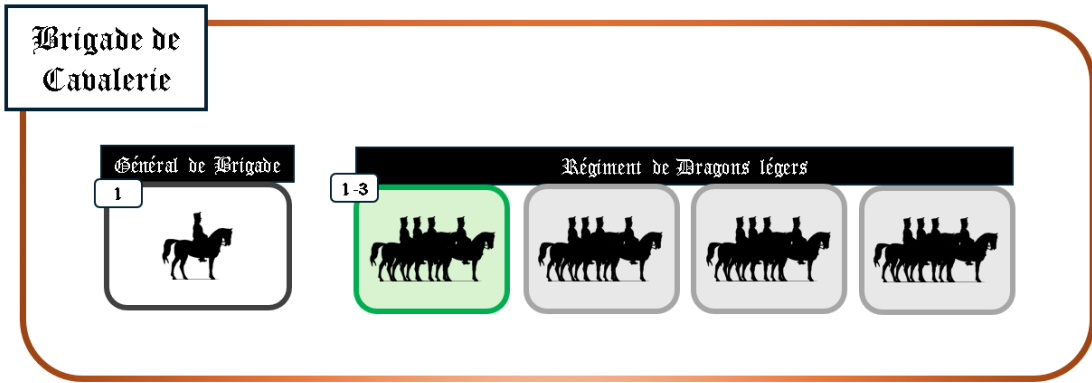 Brigade de
Cavalerie
Général de Brigade
Régiment de Dragons légers
1
1-3